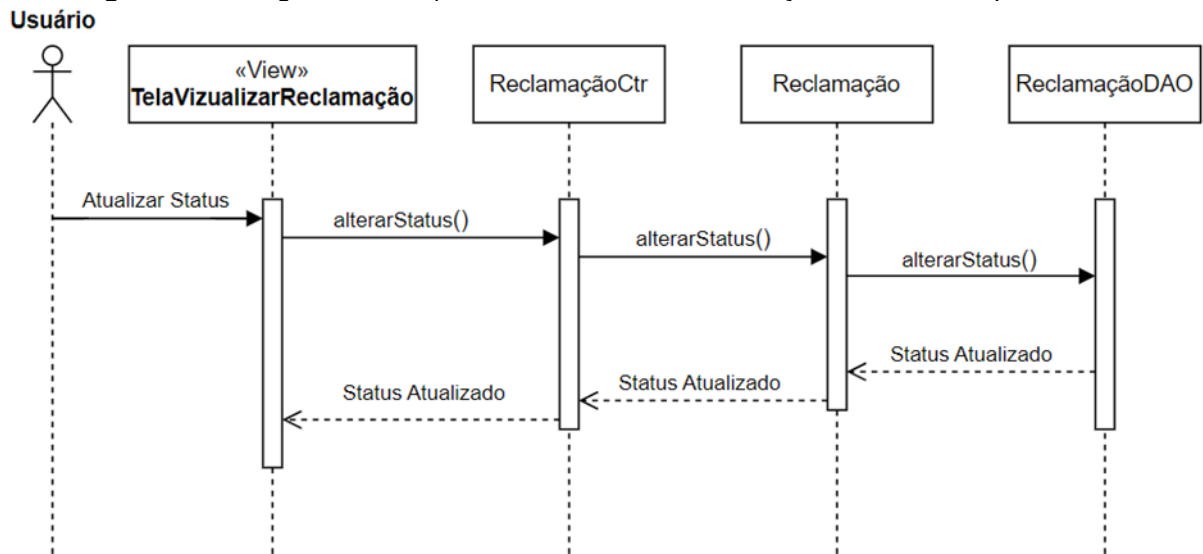 Usuário
«View»
TelaVizualizarReclamação
ReclamaçãoCtr
Reclamação
ReclamaçãoDAO
Atualizar Status
alterarStatus()
alterarStatus()
alterarStatus()
Status Atualizado
Status Atualizado
Status Atualizado